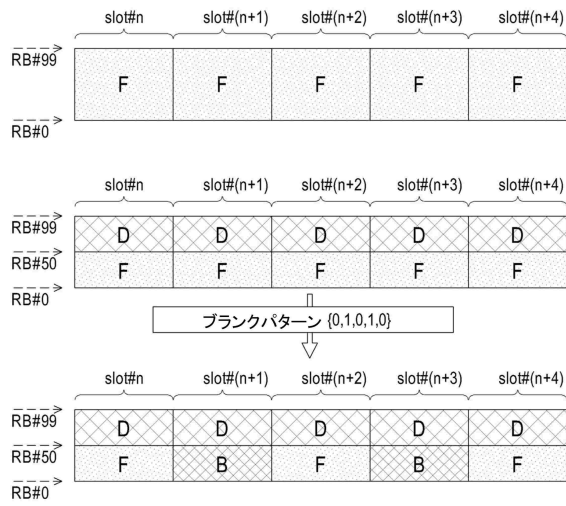 slot#n slot#(n+1) slot#(n+2) slot#(n+3) slot#(n+4)
RB#99
F F F F F
RB#0
slot#n slot#(n+1) slot#(n+2) slot#(n+3) slot#(n+4)
RB#99
D D D D D
RB#50
F F F F F
RB#0
ブランクパターン {0,1,0,1,0}
slot#n slot#(n+1) slot#(n+2) slot#(n+3) slot#(n+4)
RB#99
D D D D D
RB#50
F B F B F
RB#0